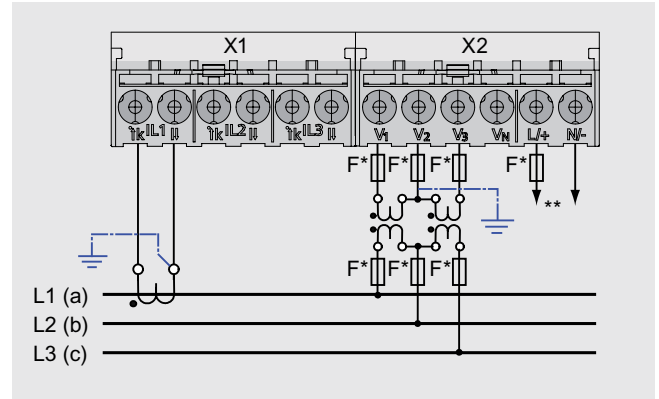 X1 X2
°k IL1 °l °k IL2 °l °k IL3 °l V1 V2 V3 VN L/+ N/-
F* F* F* F*
**
F* F* F*
L1 (a)
L2 (b)
L3 (c)